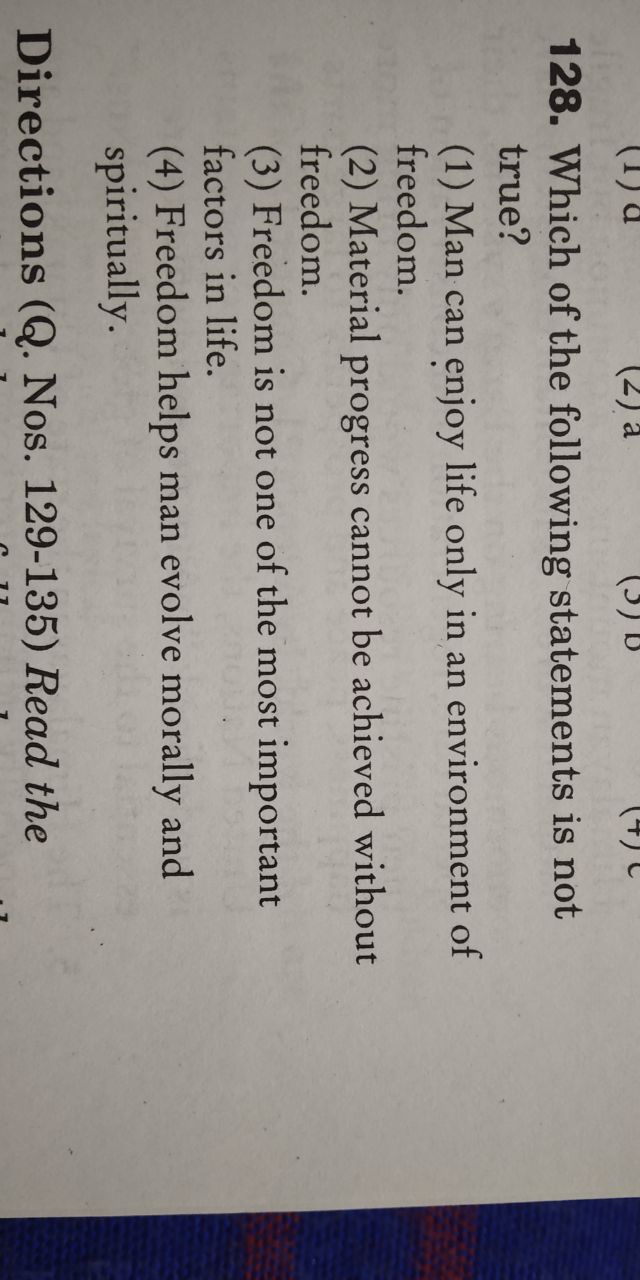 (1) d (2) a (3) b (4) c
128. Which of the following statements is not
true?
(1) Man can enjoy life only in an environment of
freedom.
(2) Material progress cannot be achieved without
freedom.
(3) Freedom is not one of the most important
factors in life.
(4) Freedom helps man evolve morally and
spiritually.
Directions (Q. Nos. 129-135) Read the